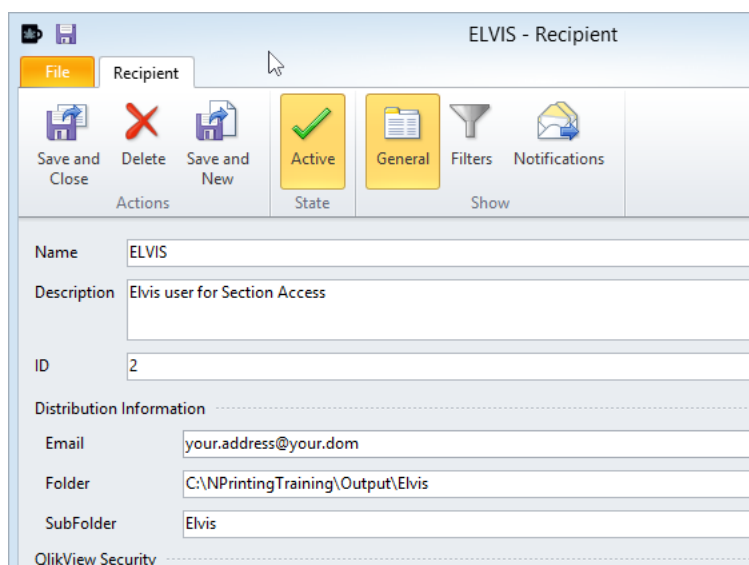 ELVIS - Recipient
File
Recipient
Save and
Close
Delete
Save and
New
Active
General
Filters
Notifications
Actions
State
Show
Name
ELVIS
Description
Elvis user for Section Access
ID
2
Distribution Information
Email
your.address@your.dom
Folder
C:\NPrintingTraining\Output\Elvis
SubFolder
Elvis
QlikView Security